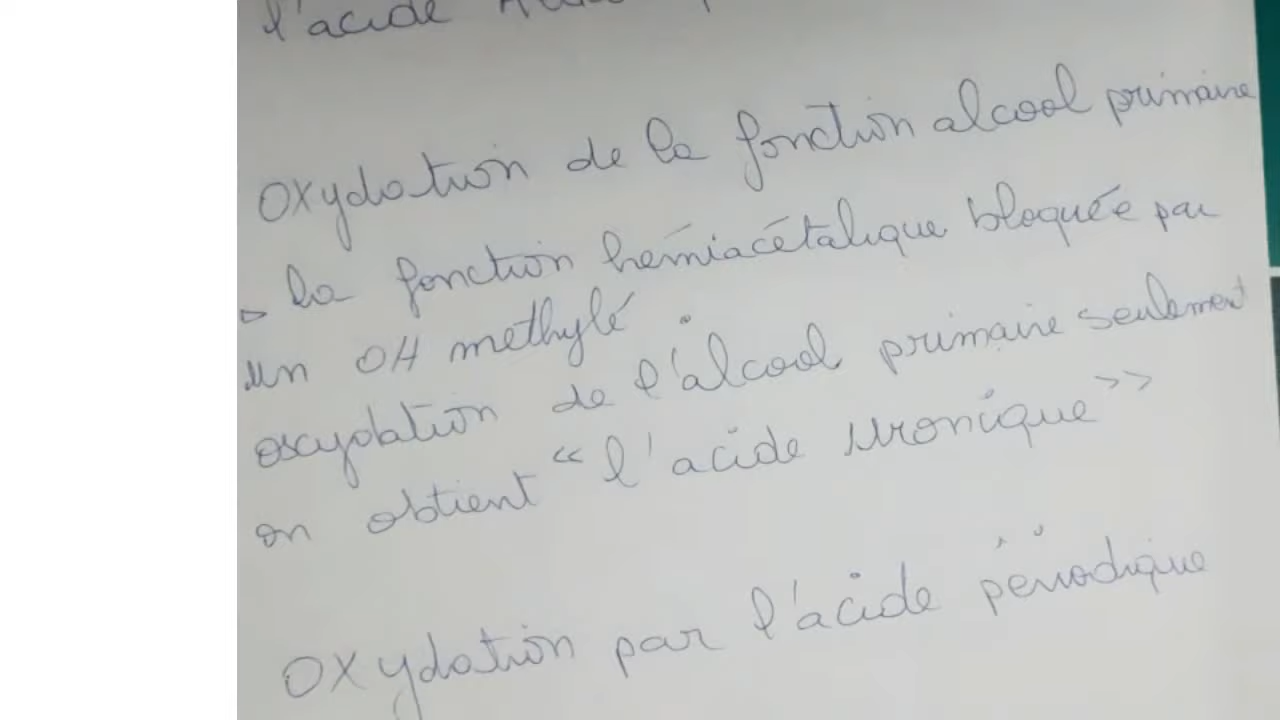 l'acide
Oxydation de la fonction alcool primaire
la fonction hémiacétalique bloquée par
un OH methylé.
oxydation de l'alcool primaire seulement
on obtient « l'acide uronique »
Oxydation par l'acide périodique